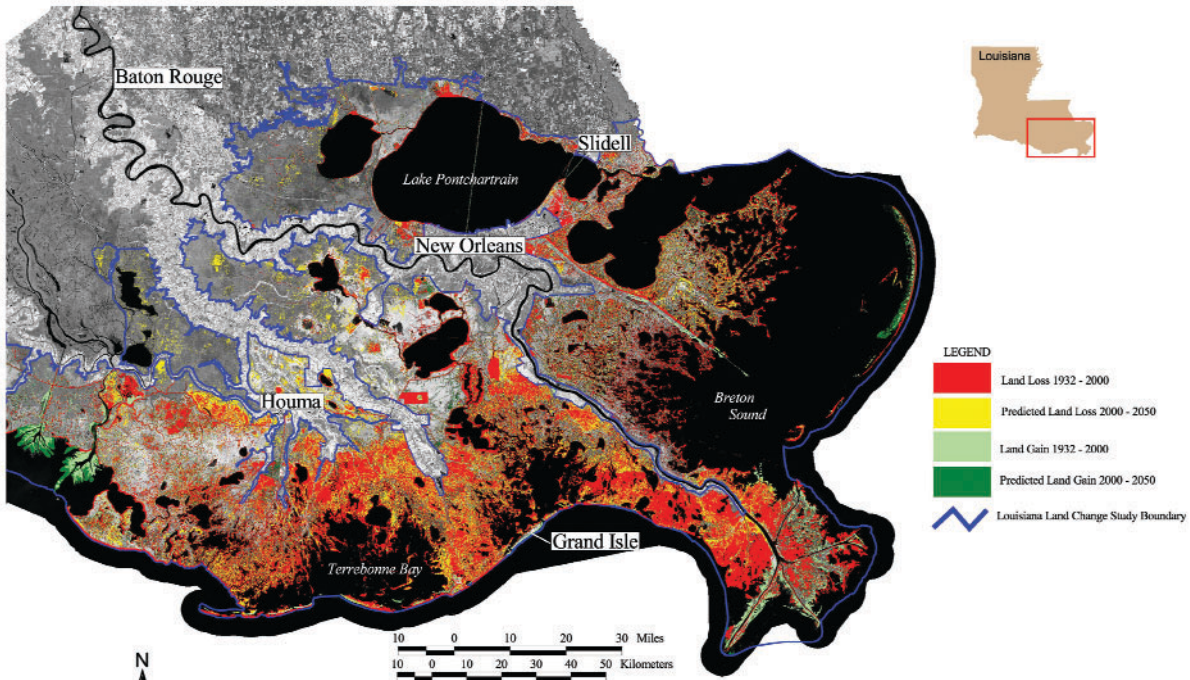 Louisiana
Baton Rouge
Slidell
Lake Pontchartrain
New Orleans
LEGEND
Land Loss 1932 - 2000
Predicted Land Loss 2000 - 2050
Land Gain 1932 - 2000
Predicted Land Gain 2000 - 2050
Louisiana Land Change Study Boundary
Houma
Breton
Sound
Grand Isle
Terrebonne Bay
10 0 10 20 30 Miles
10 0 10 20 30 40 50 Kilometers
N